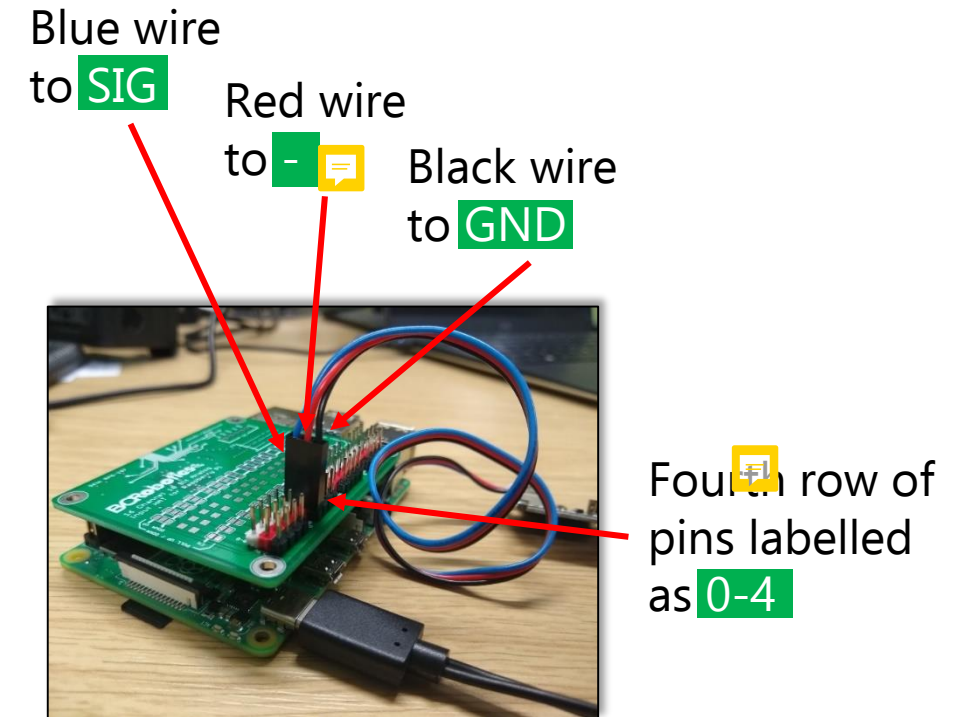 Blue wire
to SIG
Red wire
to -
Black wire
to GND
BCRobotics
Fourth row of
pins labelled
as 0-4